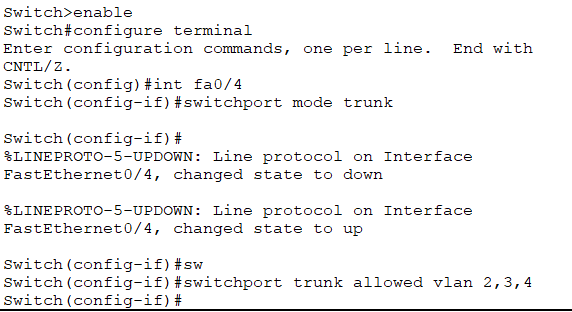 Switch>enable
Switch#configure terminal
Enter configuration commands, one per line.  End with
CNTL/Z.
Switch(config)#int fa0/4
Switch(config-if)#switchport mode trunk
Switch(config-if)#
%LINEPROTO-5-UPDOWN: Line protocol on Interface
FastEthernet0/4, changed state to down
%LINEPROTO-5-UPDOWN: Line protocol on Interface
FastEthernet0/4, changed state to up
Switch(config-if)#sw
Switch(config-if)#switchport trunk allowed vlan 2,3,4
Switch(config-if)#